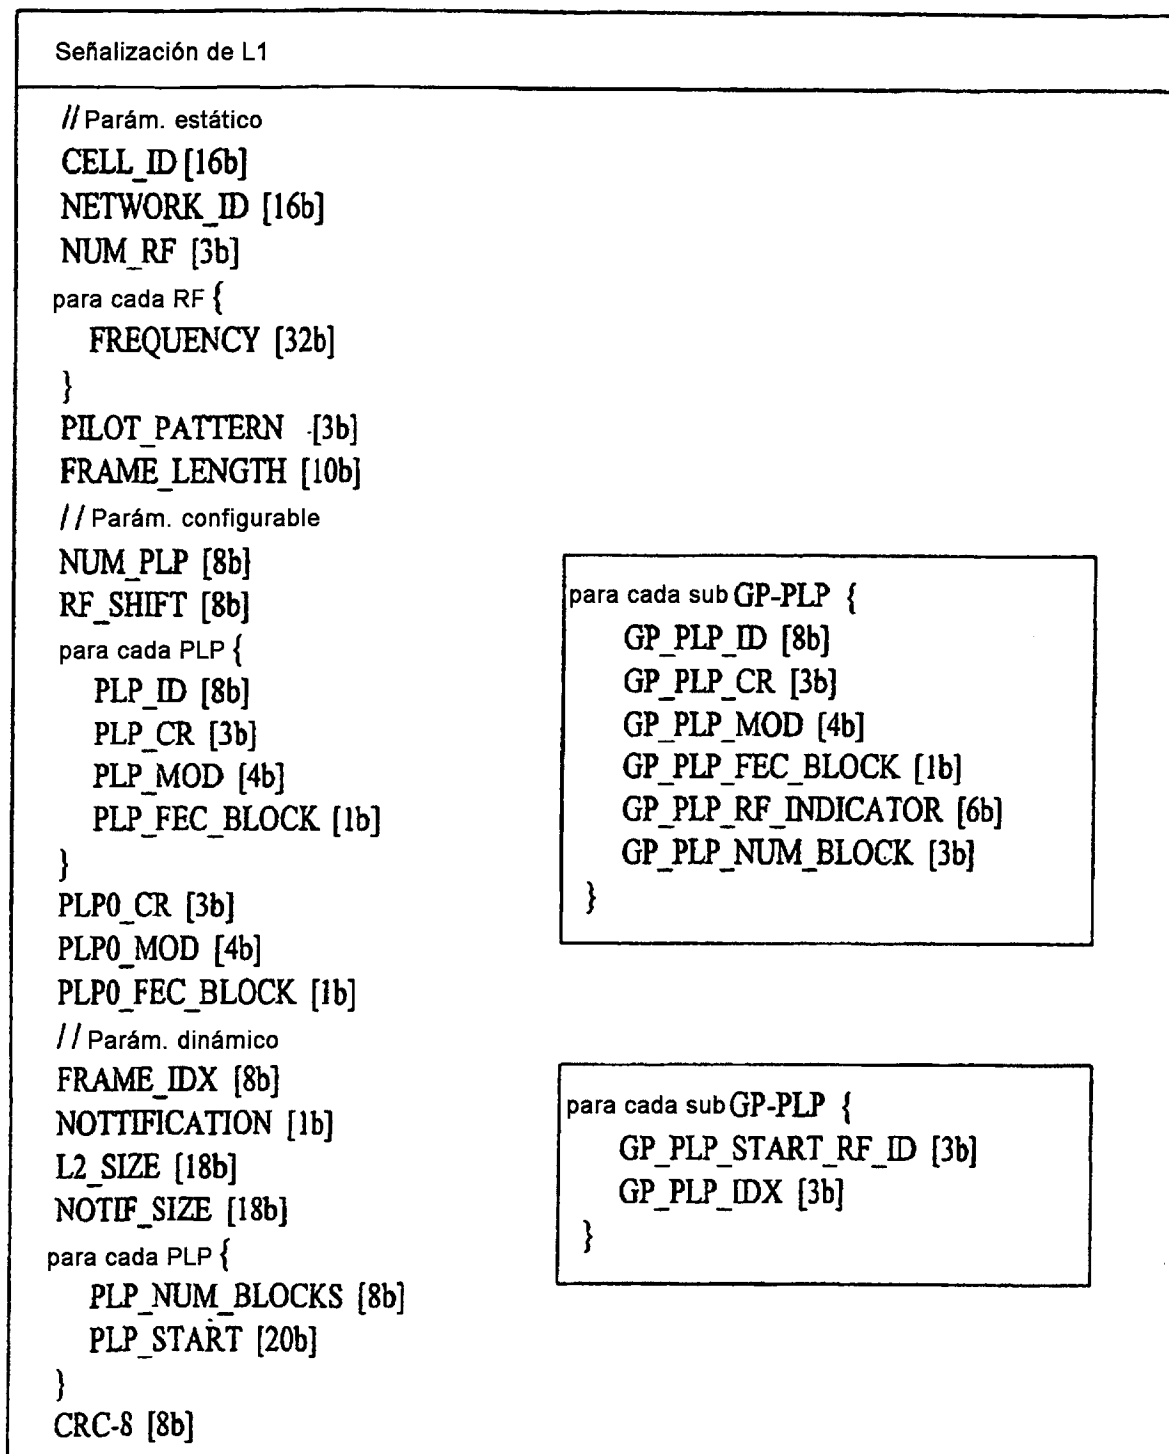 Señalización de L1
// Parám. estático
CELL_ID [16b]
NETWORK_ID [16b]
NUM_RF [3b]
para cada RF {
FREQUENCY [32b]
}
PILOT_PATTERN [3b]
FRAME_LENGTH [10b]
// Parám. configurable
NUM_PLP [8b]
RF_SHIFT [8b]
para cada PLP {
PLP_ID [8b]
PLP_CR [3b]
PLP_MOD [4b]
PLP_FEC_BLOCK [1b]
}
PLP0_CR [3b]
PLP0_MOD [4b]
PLP0_FEC_BLOCK [1b]
// Parám. dinámico
FRAME_IDX [8b]
NOTTIFICATION [1b]
L2_SIZE [18b]
NOTIF_SIZE [18b]
para cada PLP {
PLP_NUM_BLOCKS [8b]
PLP_START [20b]
}
CRC-8 [8b]
para cada sub GP-PLP {
GP_PLP_ID [8b]
GP_PLP_CR [3b]
GP_PLP_MOD [4b]
GP_PLP_FEC_BLOCK [1b]
GP_PLP_RF_INDICATOR [6b]
GP_PLP_NUM_BLOCK [3b]
}
para cada sub GP-PLP {
GP_PLP_START_RF_ID [3b]
GP_PLP_IDX [3b]
}